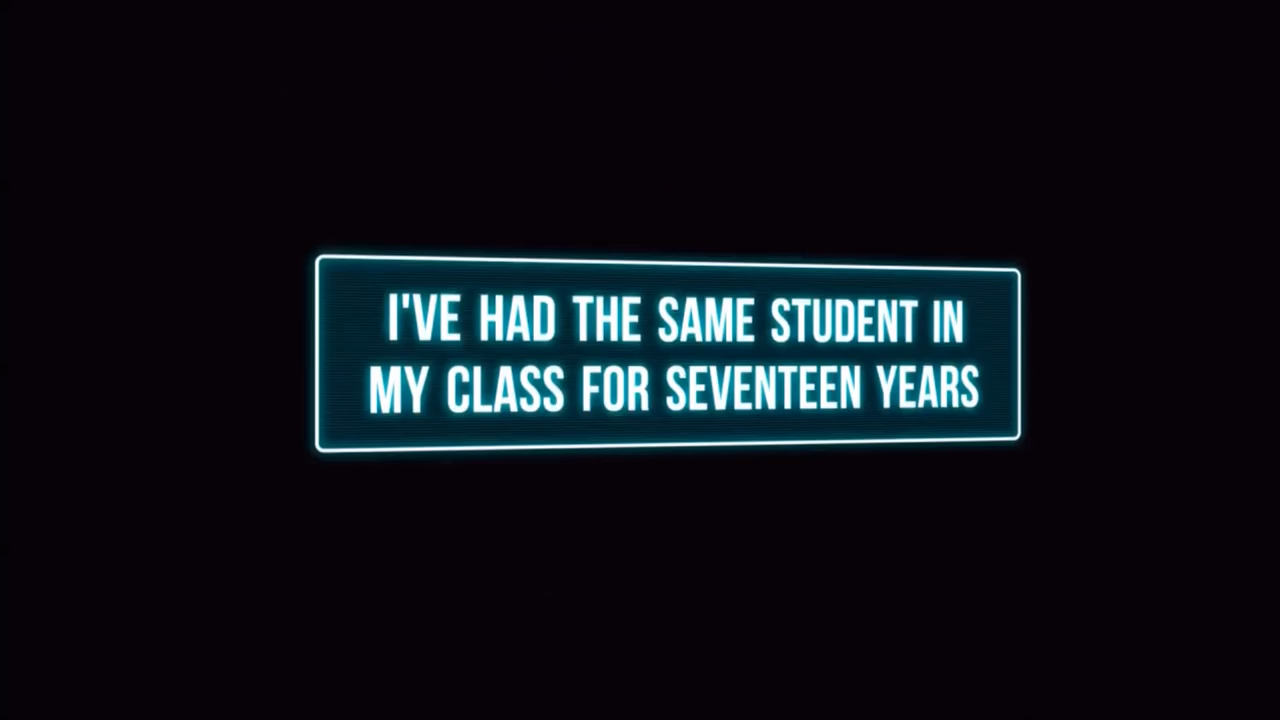 I'VE HAD THE SAME STUDENT IN
MY CLASS FOR SEVENTEEN YEARS